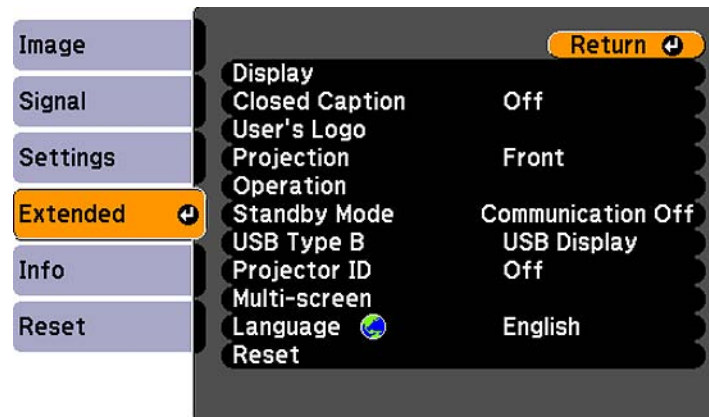 Image
Signal
Settings
Extended
Info
Reset
Return
Display
Closed Caption Off
User's Logo
Projection Front
Operation
Standby Mode Communication Off
USB Type B USB Display
Projector ID Off
Multi-screen
Language English
Reset